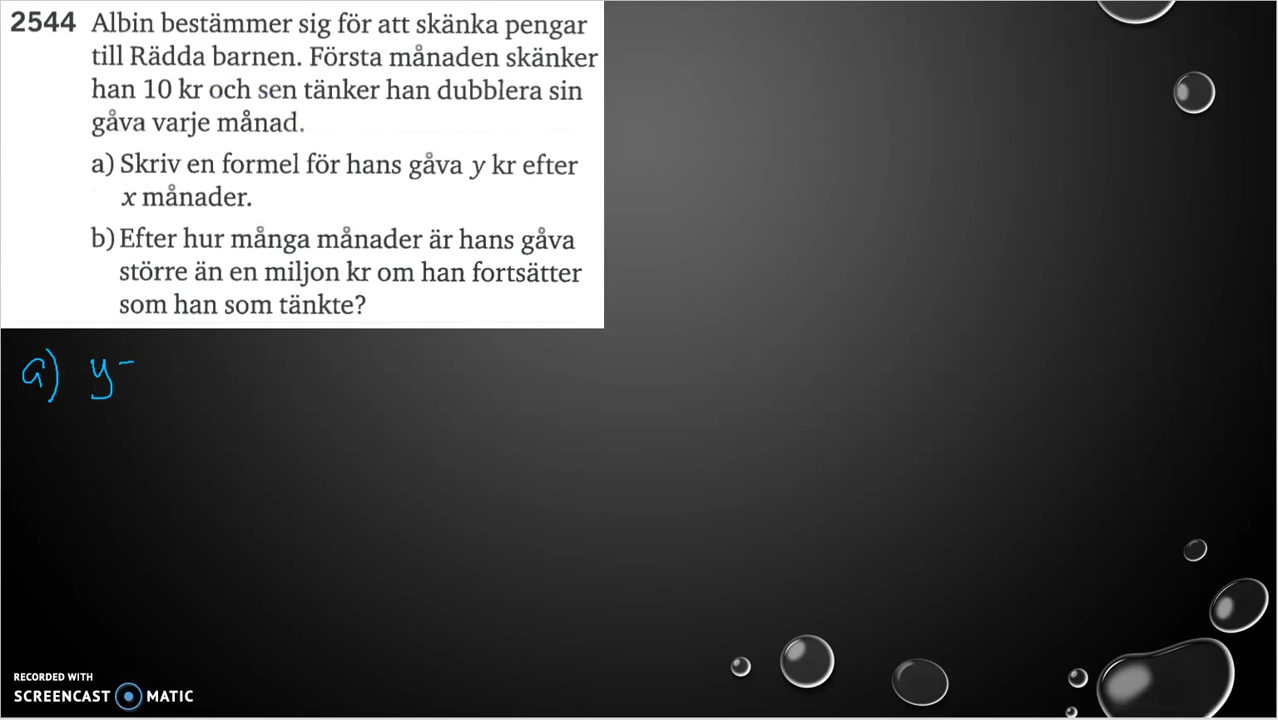 2544 Albin bestämmer sig för att skänka pengar
till Rädda barnen. Första månaden skänker
han 10 kr och sen tänker han dubblera sin
gåva varje månad.
a) Skriv en formel för hans gåva y kr efter
x månader.
b) Efter hur många månader är hans gåva
större än en miljon kr om han fortsätter
som han som tänkte?
a) y-
RECORDED WITH
SCREENCAST MATIC